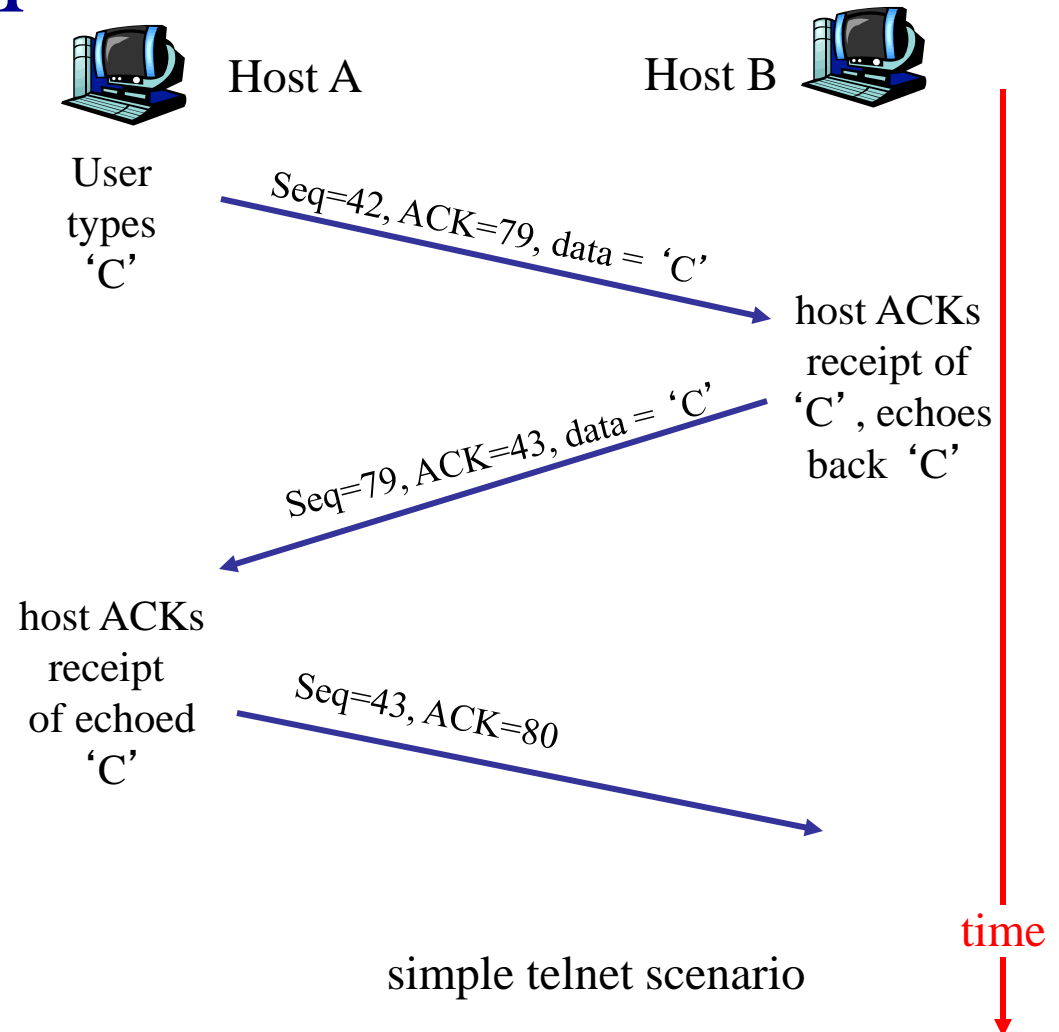 Host A
Host B
User
types
‘C’
Seq=42, ACK=79, data = ‘C’
host ACKs
receipt of
‘C’, echoes
back ‘C’
Seq=79, ACK=43, data = ‘C’
host ACKs
receipt
of echoed
‘C’
Seq=43, ACK=80
time
simple telnet scenario